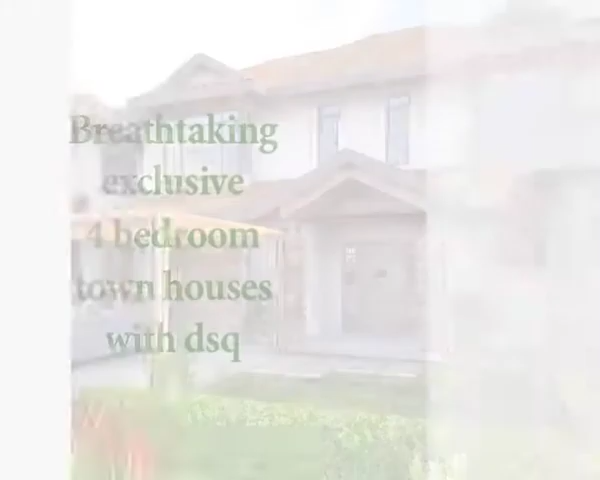 Breathtaking
exclusive
4 bedroom
town houses
with dsq